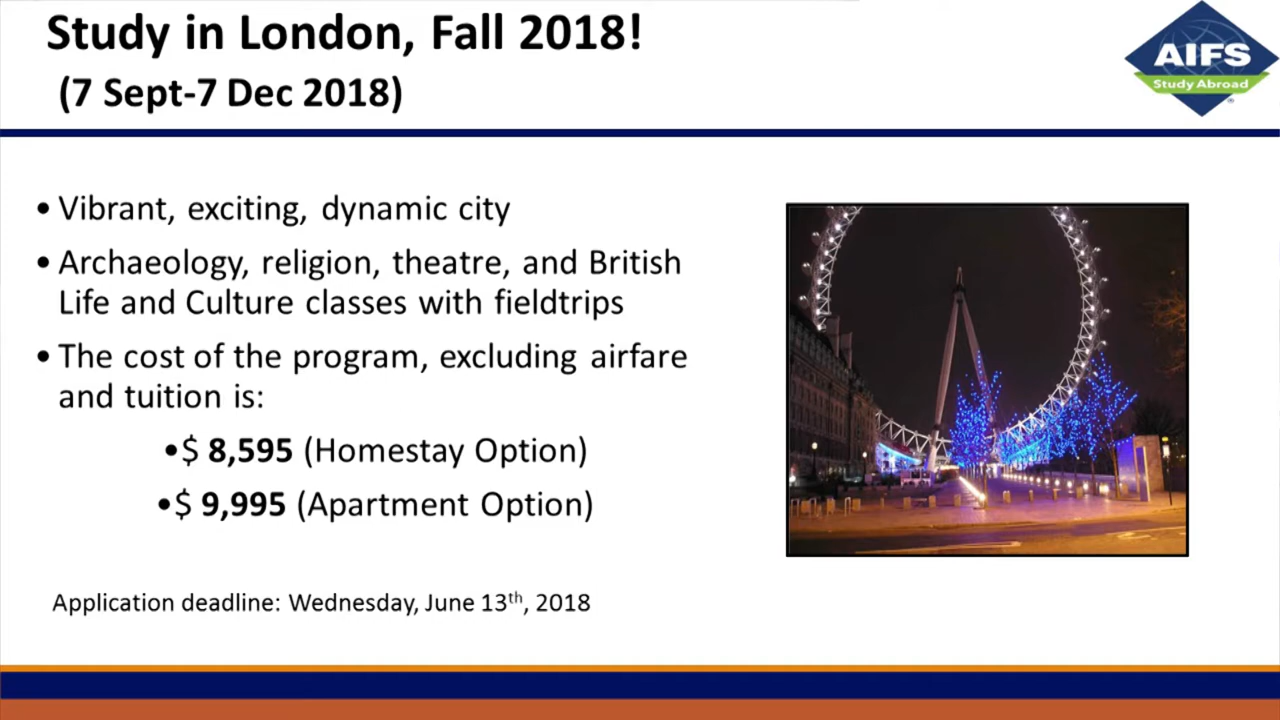 Study in London, Fall 2018!
(7 Sept-7 Dec 2018)
AIFS
Study Abroad
®
• Vibrant, exciting, dynamic city
• Archaeology, religion, theatre, and British
Life and Culture classes with fieldtrips
• The cost of the program, excluding airfare
and tuition is:
•$ 8,595 (Homestay Option)
•$ 9,995 (Apartment Option)
Application deadline: Wednesday, June 13th, 2018